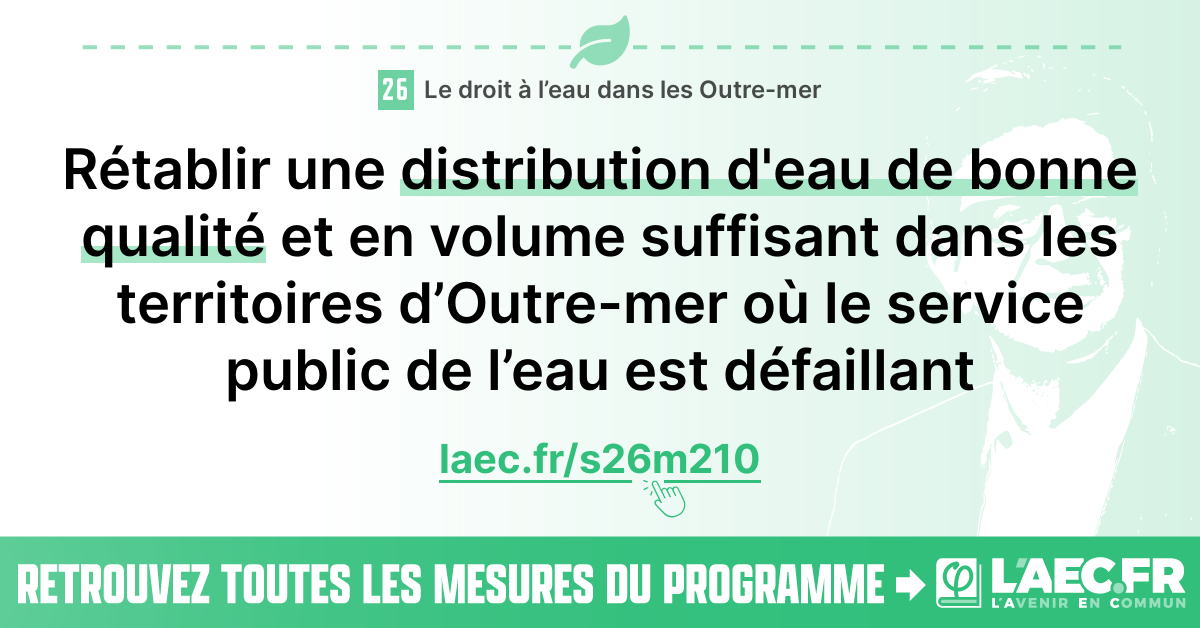 26 Le droit à l’eau dans les Outre-mer
Rétablir une distribution d'eau de bonne
qualité et en volume suffisant dans les
territoires d’Outre-mer où le service
public de l’eau est défaillant
laec.fr/s26m210
RETROUVEZ TOUTES LES MESURES DU PROGRAMME
φ L'AEC.FR
L'AVENIR EN COMMUN